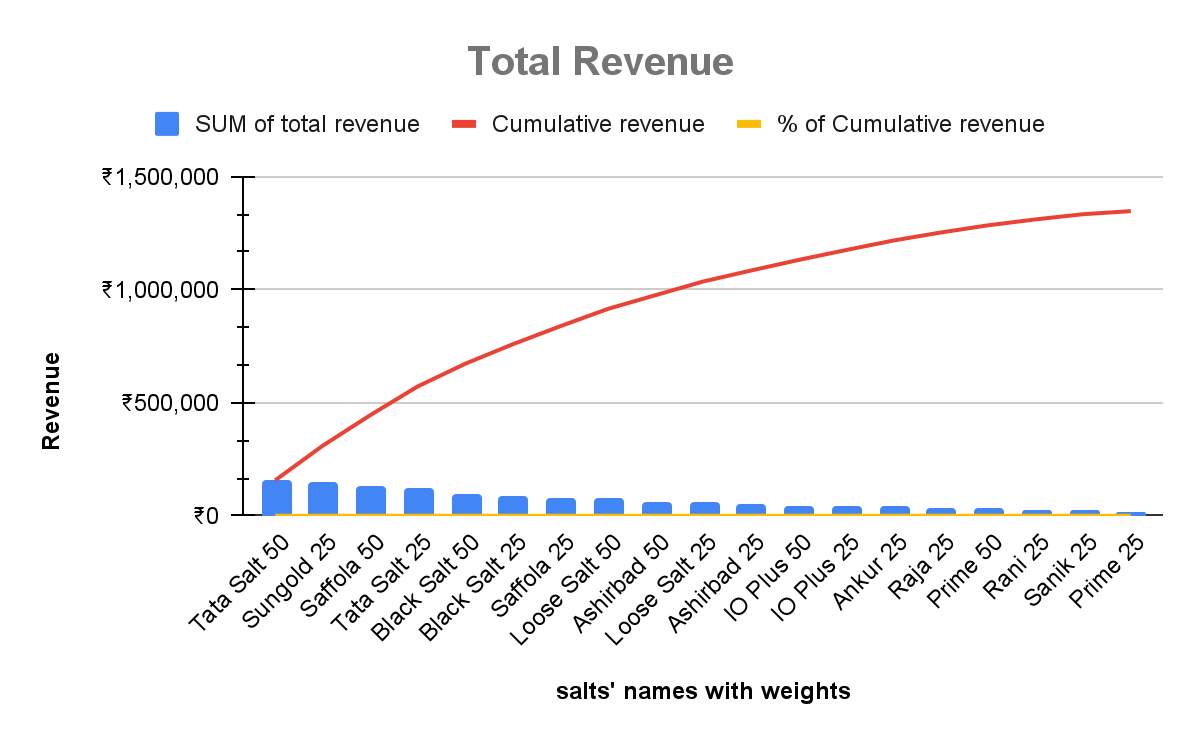 Total Revenue
SUM of total revenue Cumulative revenue % of Cumulative revenue
₹1,500,000
₹1,000,000
₹500,000
₹0
Revenue
Tata Salt 50
Sungold 25
Saffola 50
Tata Salt 25
Black Salt 50
Black Salt 25
Saffola 25
Loose Salt 50
Ashirbad 50
Loose Salt 25
Ashirbad 25
IO Plus 50
IO Plus 25
Ankur 25
Raja 25
Prime 50
Rani 25
Sanik 25
Prime 25
salts' names with weights